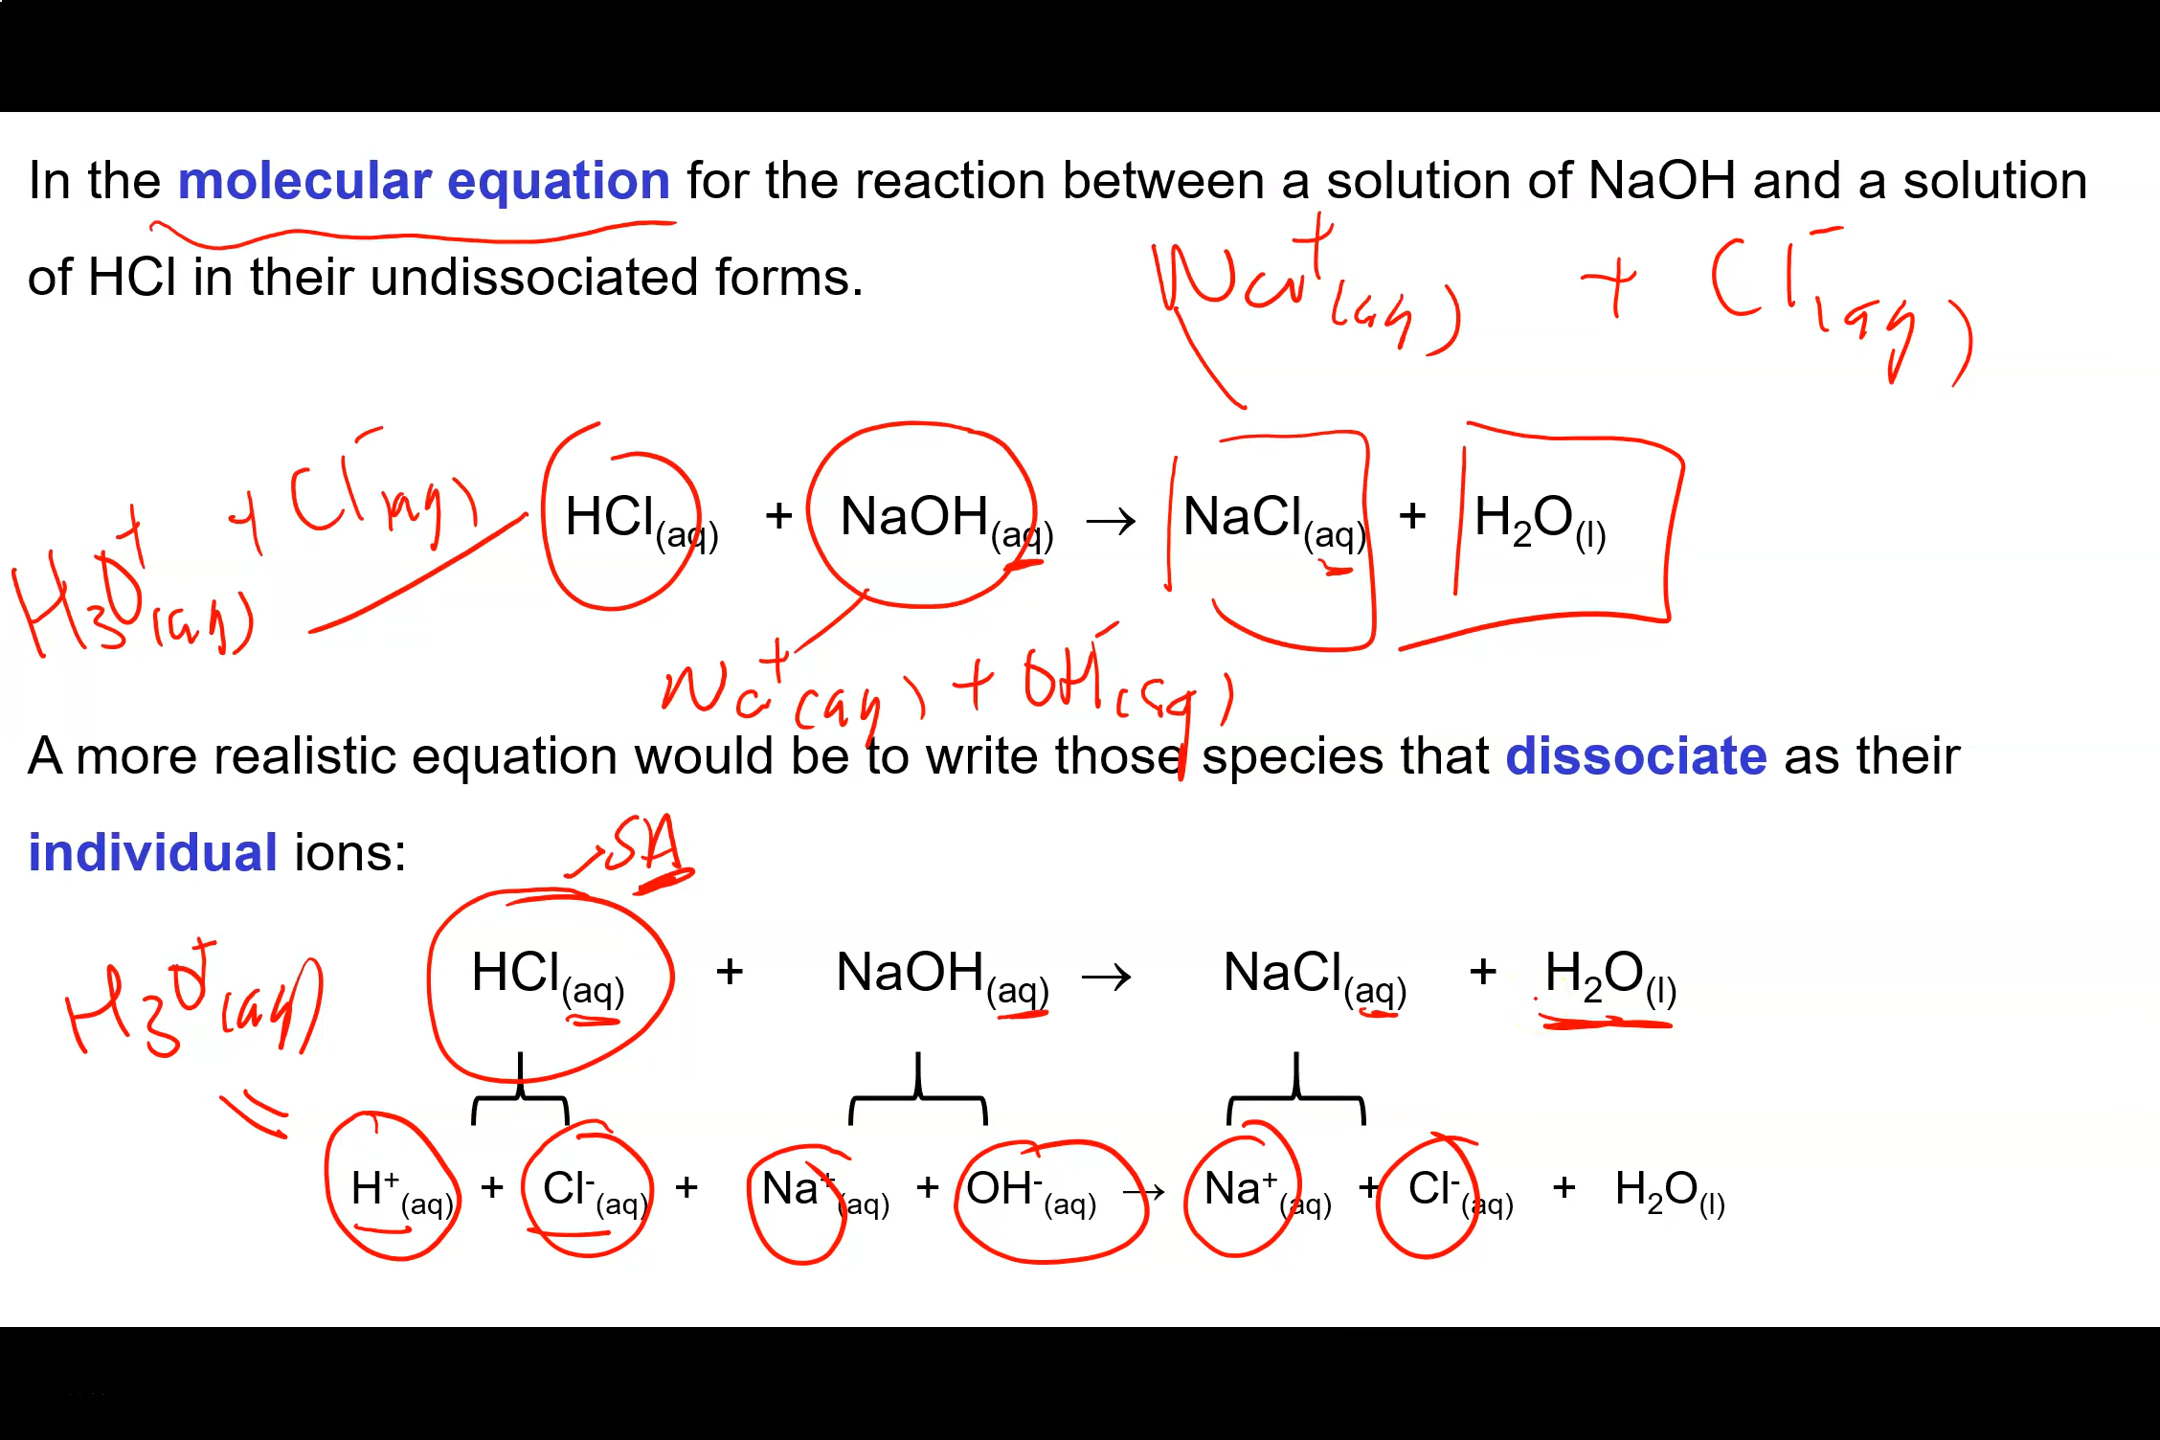 In the molecular equation for the reaction between a solution of NaOH and a solution
of HCl in their undissociated forms.
Na⁺(aq) + Cl⁻(aq)
H₃O⁺(aq) + Cl⁻(aq)
HCl(aq) + NaOH(aq) → NaCl(aq) + H₂O(l)
Na⁺(aq) + OH⁻(aq)
A more realistic equation would be to write those species that dissociate as their
individual ions:
SA
HCl(aq) + NaOH(aq) → NaCl(aq) + H₂O(l)
H₃O⁺(aq)
H⁺(aq) + Cl⁻(aq) + Na⁺(aq) + OH⁻(aq) → Na⁺(aq) + Cl⁻(aq) + H₂O(l)